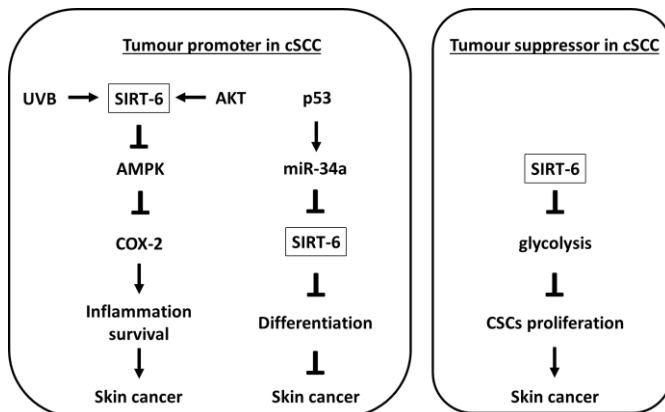 Tumour promoter in cSCC
UVB SIRT-6 AKT p53
AMPK miR-34a
COX-2 SIRT-6
Inflammation
survival
Differentiation
Skin cancer Skin cancer
Tumour suppressor in cSCC
SIRT-6
glycolysis
CSCs proliferation
Skin cancer